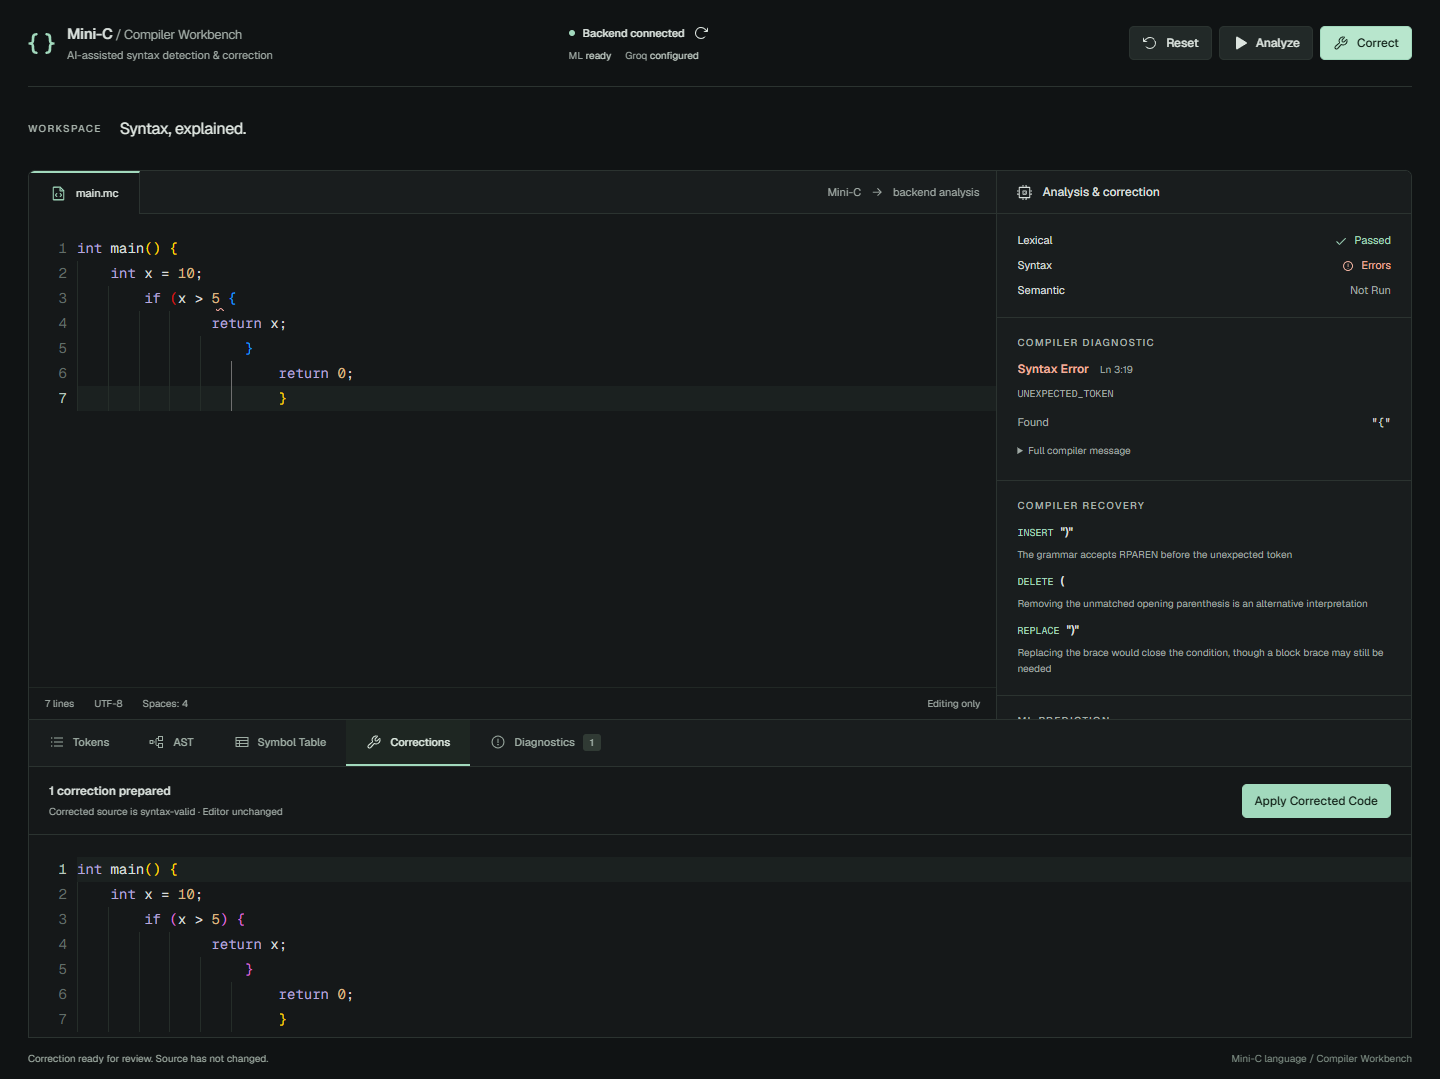 Mini-C / Compiler Workbench
AI-assisted syntax detection & correction
Backend connected
ML ready Groq configured
Reset
Analyze
Correct
WORKSPACE Syntax, explained.
main.mc
Mini-C → backend analysis
1 int main() {
2     int x = 10;
3         if (x > 5 {
4                 return x;
5                     }
6                         return 0;
7                         }
7 lines UTF-8 Spaces: 4
Editing only
Analysis & correction
Lexical Passed
Syntax Errors
Semantic Not Run
COMPILER DIAGNOSTIC
Syntax Error Ln 3:19
UNEXPECTED_TOKEN
Found "{"
Full compiler message
COMPILER RECOVERY
INSERT ")"
The grammar accepts RPAREN before the unexpected token
DELETE (
Removing the unmatched opening parenthesis is an alternative interpretation
REPLACE ")"
Replacing the brace would close the condition, though a block brace may still be
needed
Tokens
AST
Symbol Table
Corrections
Diagnostics 1
1 correction prepared
Corrected source is syntax-valid · Editor unchanged
Apply Corrected Code
1 int main() {
2     int x = 10;
3         if (x > 5) {
4                 return x;
5                     }
6                         return 0;
7                         }
Correction ready for review. Source has not changed.
Mini-C language / Compiler Workbench